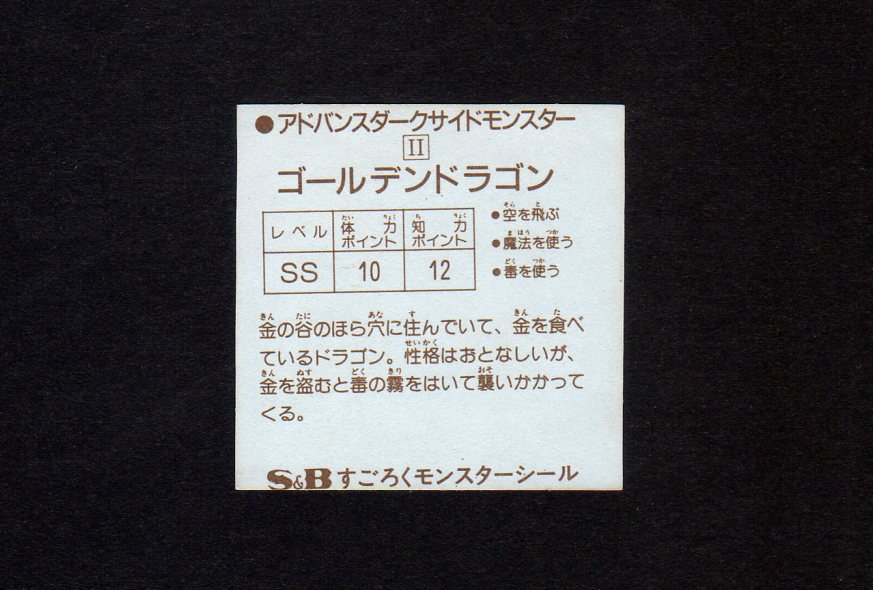 ●アドバンスダークサイドモンスター
II
ゴールデンドラゴン
レベル 体力ポイント 知力ポイント
SS 10 12
●空を飛ぶ
●魔法を使う
●毒を使う
金の谷のほら穴に住んでいて、金を食べ
ているドラゴン。性格はおとなしいが、
金を盗むと毒の霧をはいて襲いかかって
くる。
S&B すごろくモンスターシール